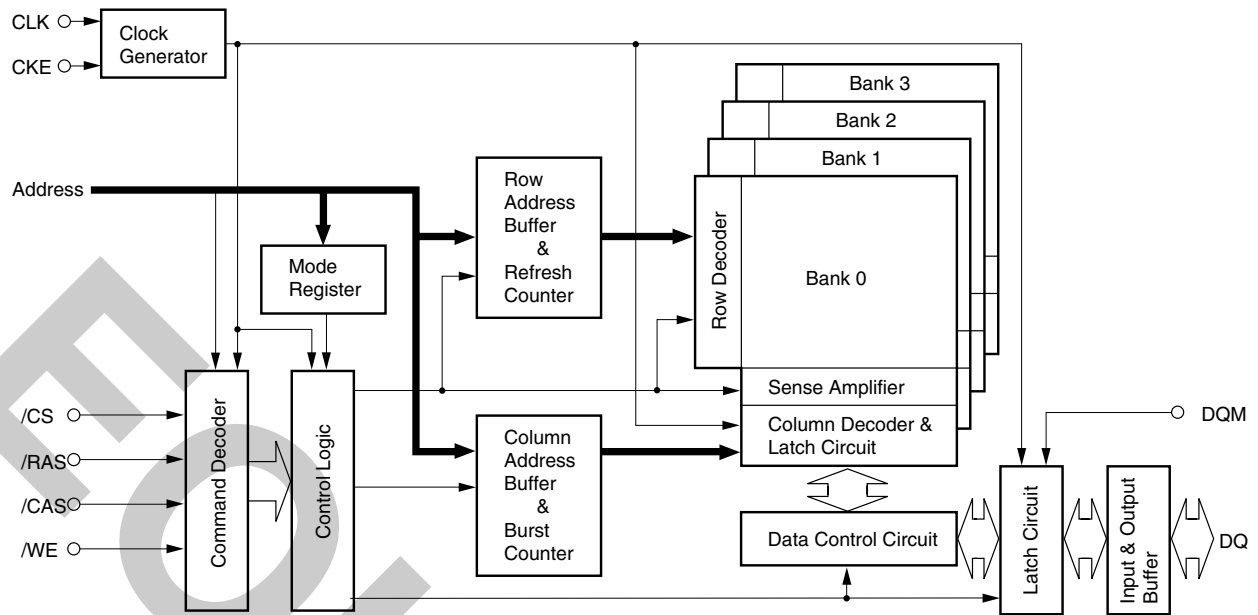 CLK
Clock
Generator
CKE
Bank 3
Bank 2
Bank 1
Address
Row
Address
Buffer
&
Refresh
Counter
Row Decoder
Bank 0
Mode
Register
Sense Amplifier
Column Decoder &
Latch Circuit
/CS
/RAS
/CAS
/WE
Command Decoder
Control Logic
Column
Address
Buffer
&
Burst
Counter
DQM
Data Control Circuit
Latch Circuit
Input & Output
Buffer
DQ